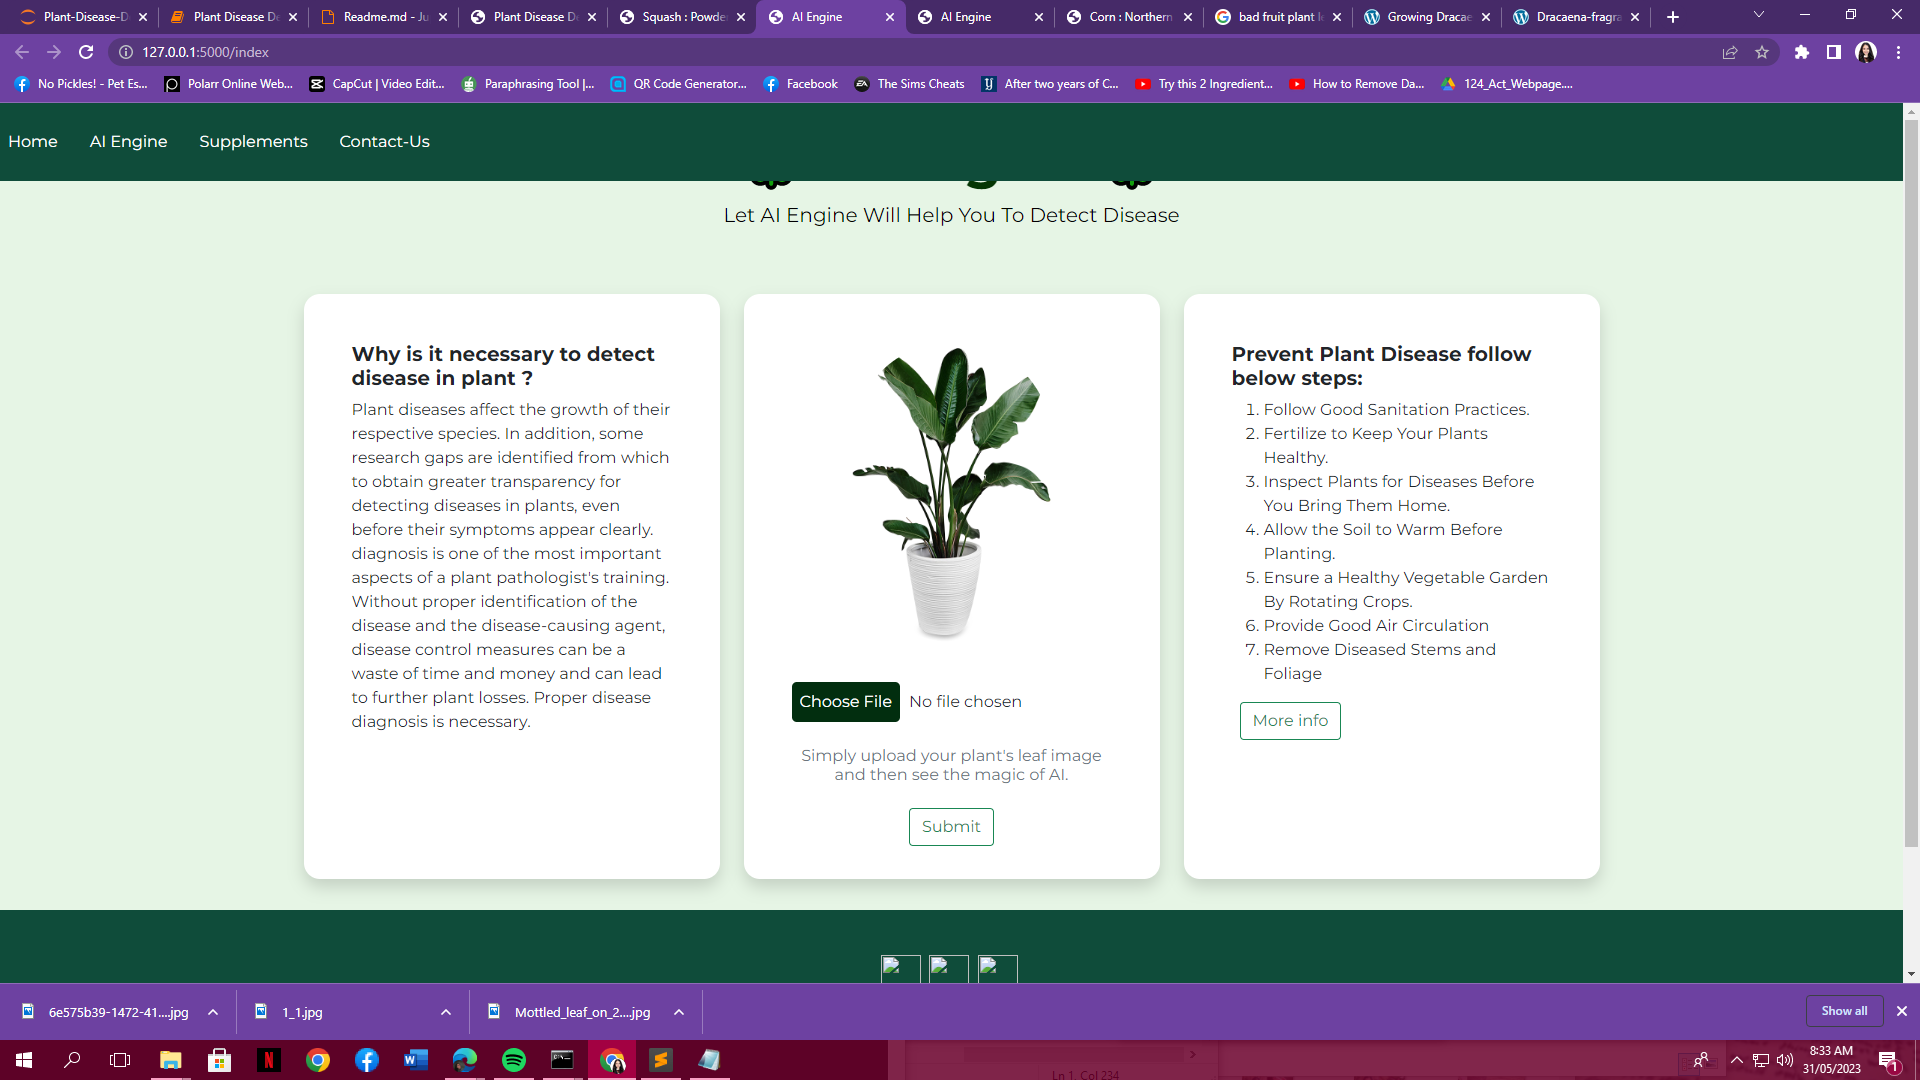 Plant-Disease-D
Plant Disease De
Readme.md - Ju
Plant Disease De
Squash : Powde
AI Engine
AI Engine
Corn : Northern
bad fruit plant le
Growing Dracae
Dracaena-fragra
127.0.0.1:5000/index
No Pickles! - Pet Es...
Polarr Online Web...
CapCut | Video Edit...
Paraphrasing Tool |...
QR Code Generator...
Facebook
The Sims Cheats
After two years of C...
Try this 2 Ingredient...
How to Remove Da...
124_Act_Webpage....
Home
AI Engine
Supplements
Contact-Us
Let AI Engine Will Help You To Detect Disease
Why is it necessary to detect
disease in plant ?
Plant diseases affect the growth of their
respective species. In addition, some
research gaps are identified from which
to obtain greater transparency for
detecting diseases in plants, even
before their symptoms appear clearly.
diagnosis is one of the most important
aspects of a plant pathologist's training.
Without proper identification of the
disease and the disease-causing agent,
disease control measures can be a
waste of time and money and can lead
to further plant losses. Proper disease
diagnosis is necessary.
Choose File No file chosen
Simply upload your plant's leaf image
and then see the magic of AI.
Submit
Prevent Plant Disease follow
below steps:
1. Follow Good Sanitation Practices.
2. Fertilize to Keep Your Plants
Healthy.
3. Inspect Plants for Diseases Before
You Bring Them Home.
4. Allow the Soil to Warm Before
Planting.
5. Ensure a Healthy Vegetable Garden
By Rotating Crops.
6. Provide Good Air Circulation
7. Remove Diseased Stems and
Foliage
More info
6e575b39-1472-41....jpg
1_1.jpg
Mottled_leaf_on_2....jpg
Show all
Ln 1, Col 234
8:33 AM
31/05/2023
1